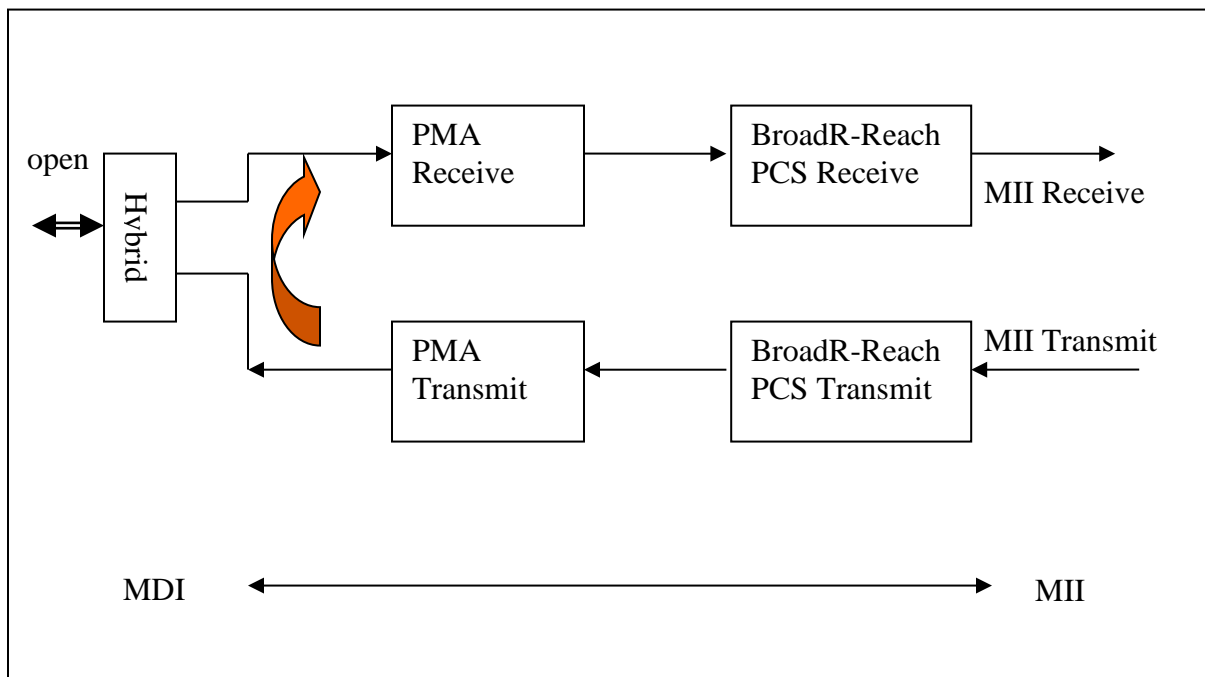 open
Hybrid
PMA
Receive
BroadR-Reach
PCS Receive
MII Receive
PMA
Transmit
BroadR-Reach
PCS Transmit
MII Transmit
MDI
MII